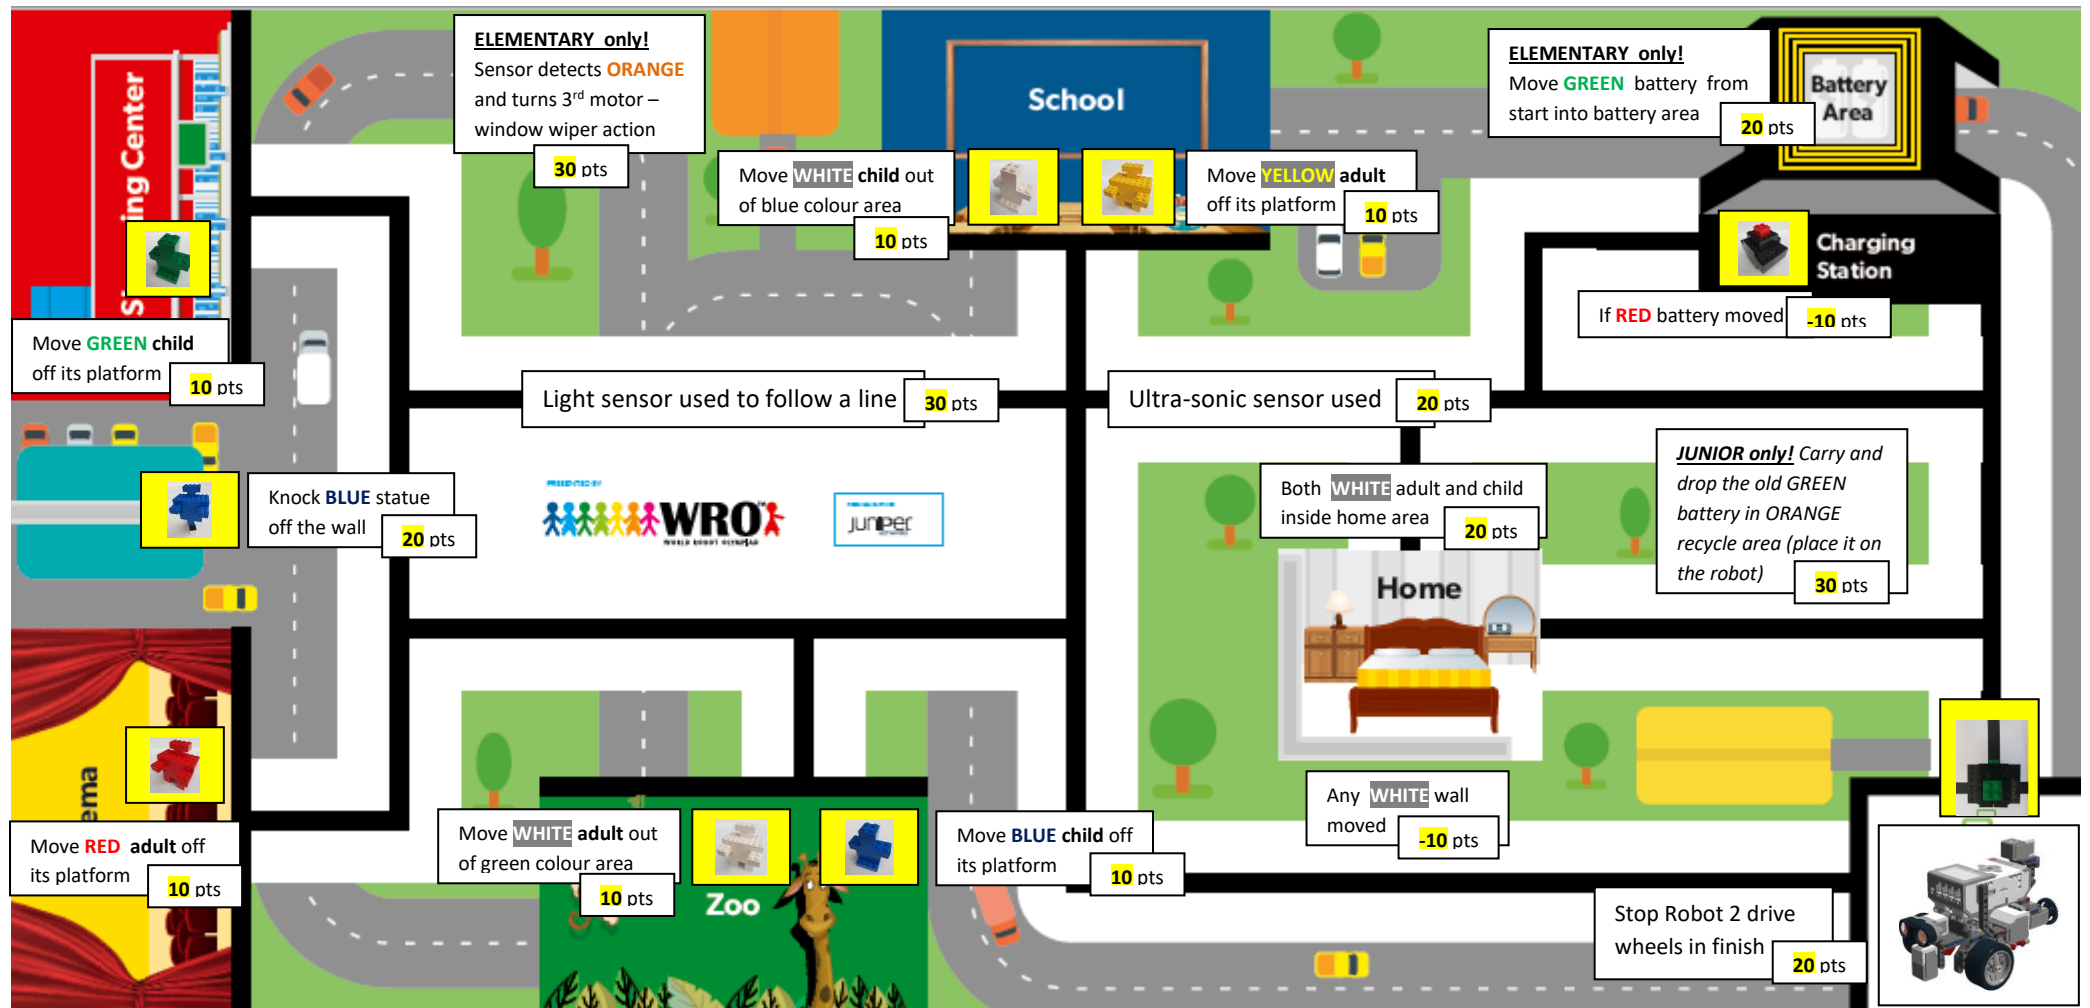 ELEMENTARY only!
Sensor detects ORANGE
and turns 3rd motor –
window wiper action
30 pts
School
ELEMENTARY only!
Move GREEN battery from
start into battery area
20 pts
Battery
Area
Move WHITE child out
of blue colour area
10 pts
Move YELLOW adult
off its platform
10 pts
Charging
Station
If RED battery moved
-10 pts
Move GREEN child
off its platform
10 pts
Light sensor used to follow a line
30 pts
Ultra-sonic sensor used
20 pts
Knock BLUE statue
off the wall
20 pts
PRESENTED BY
WRO
WORLD ROBOT OLYMPIAD
JUNIPER
Both WHITE adult and child
inside home area
20 pts
JUNIOR only! Carry and
drop the old GREEN
battery in ORANGE
recycle area (place it on
the robot)
30 pts
Home
Move RED adult off
its platform
10 pts
Move WHITE adult out
of green colour area
10 pts
Zoo
Move BLUE child off
its platform
10 pts
Any WHITE wall
moved
-10 pts
Stop Robot 2 drive
wheels in finish
20 pts